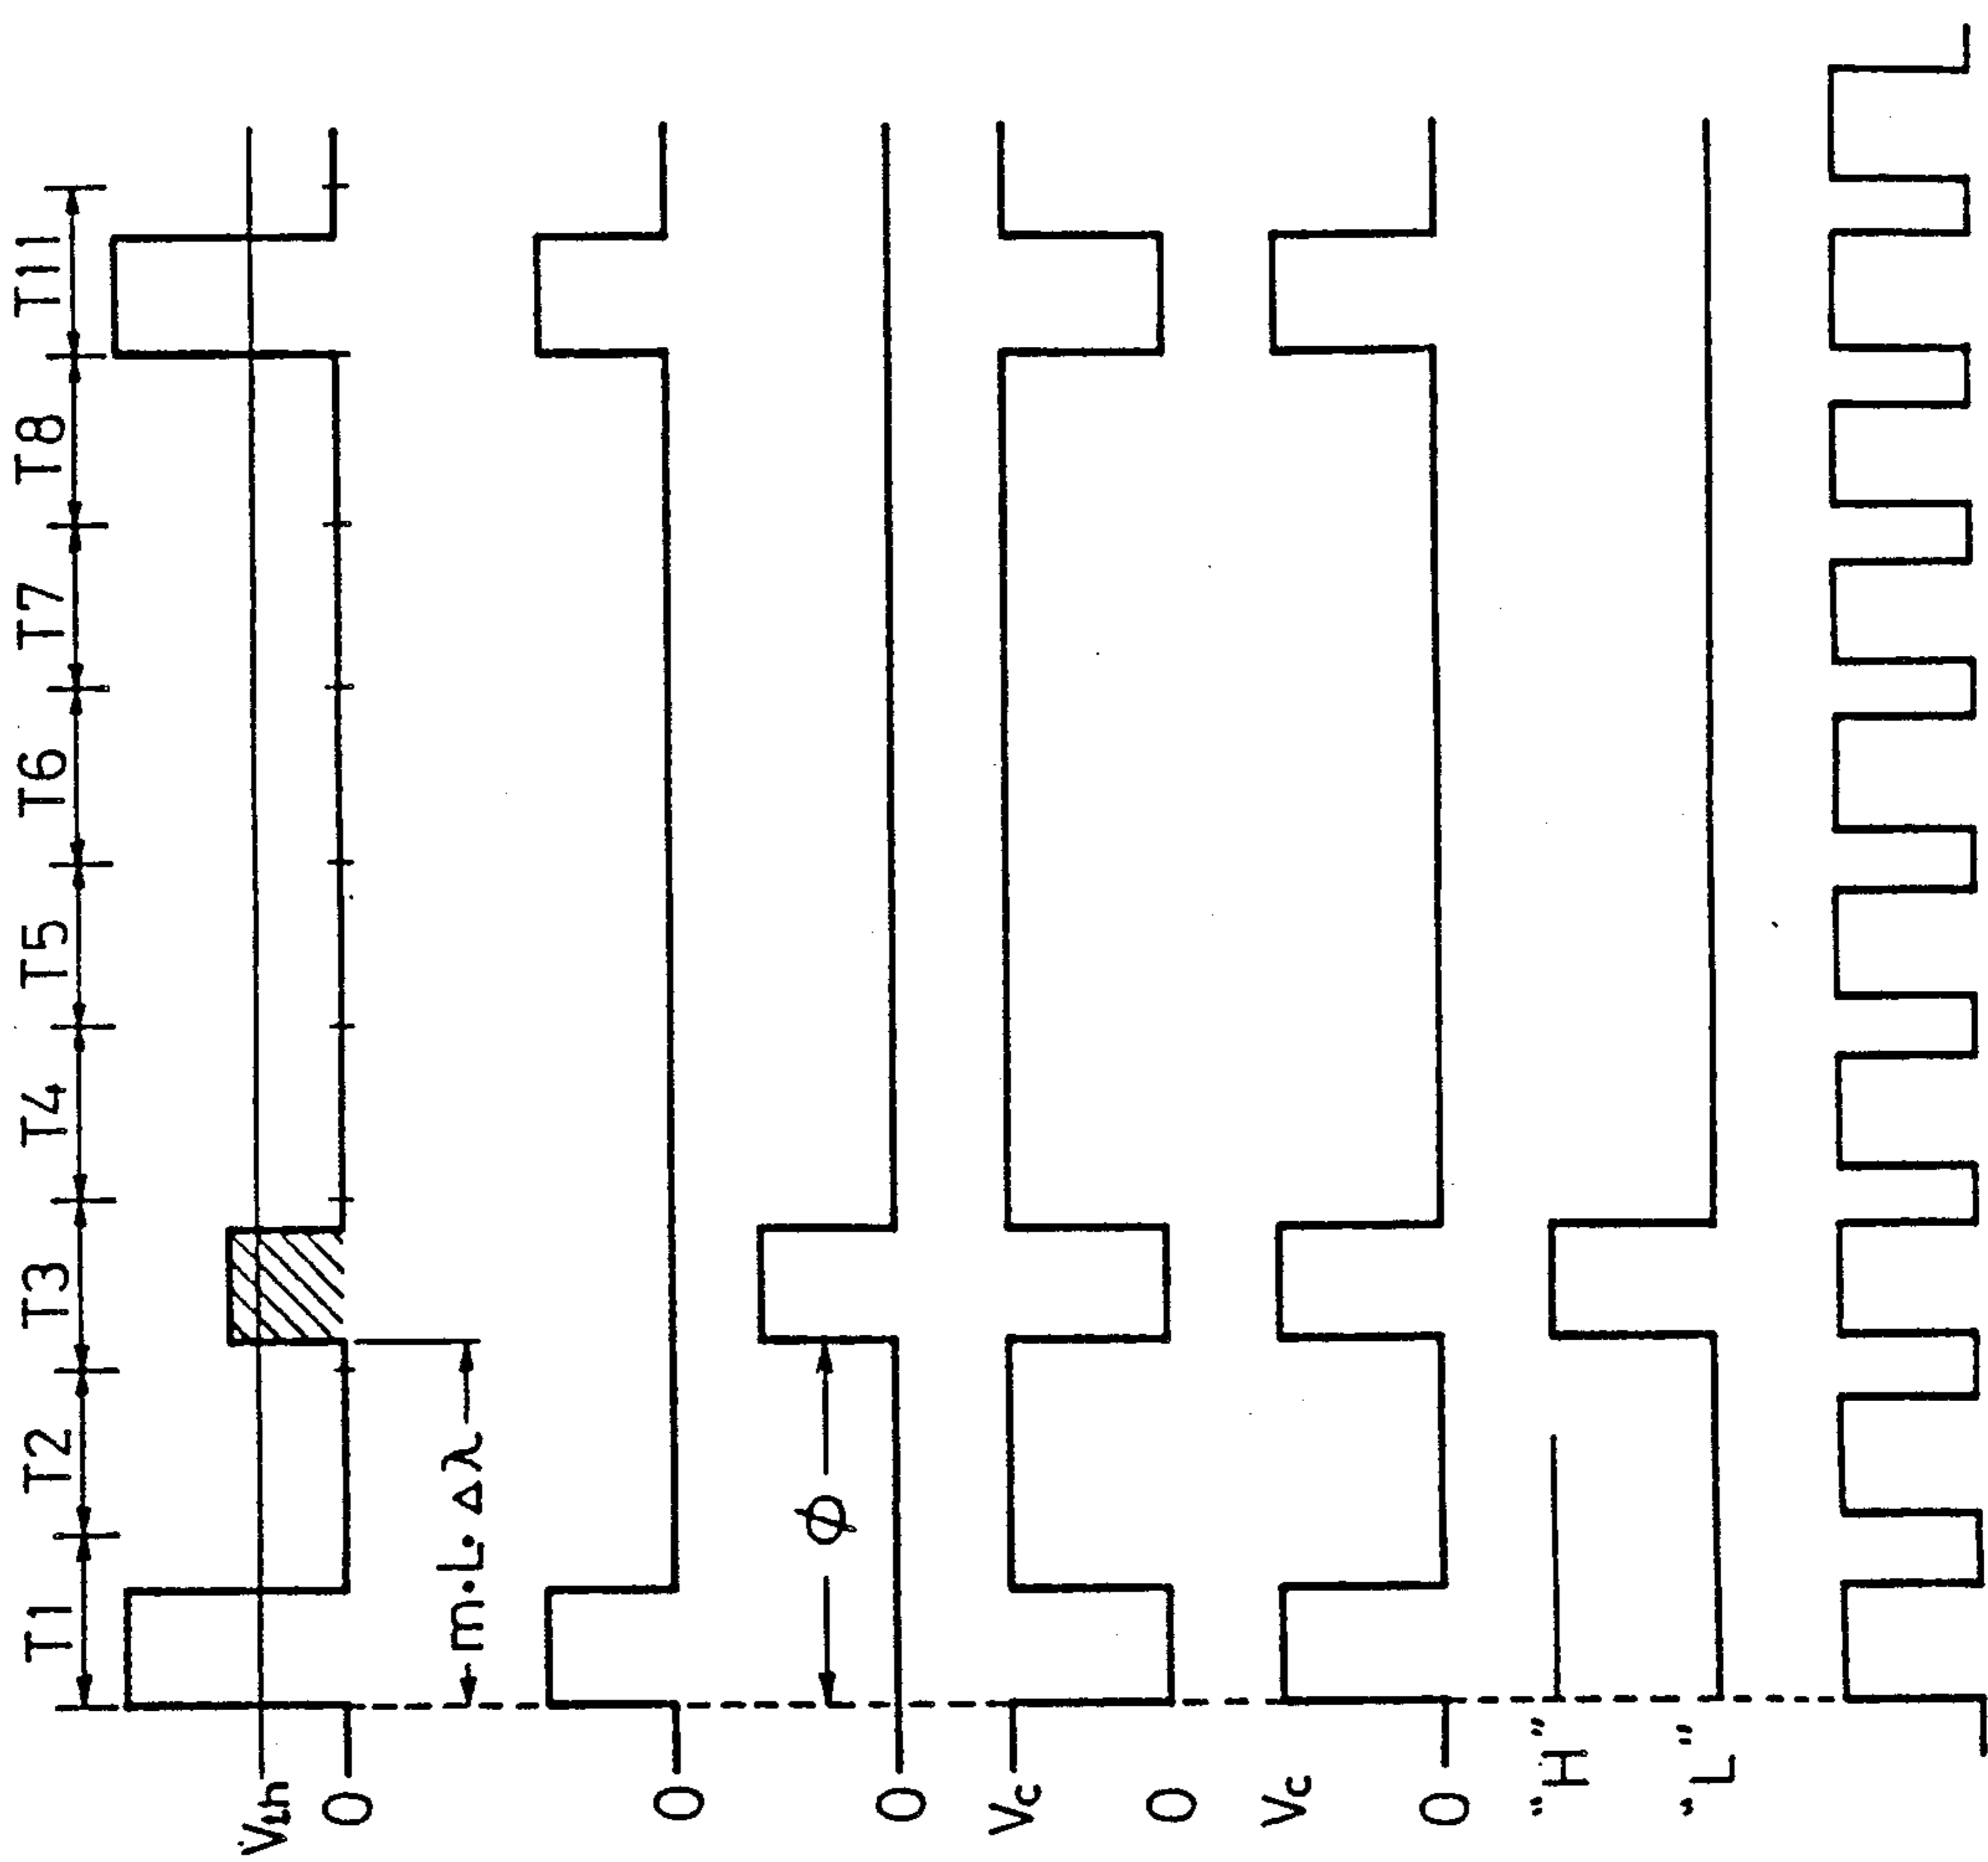 T1 T2 T3 T4 T5 T6 T7 T8 T11
Vth
0
m·L·Δλ
0
ϕ
0
Vc
0
Vc
0
"H"
"L"